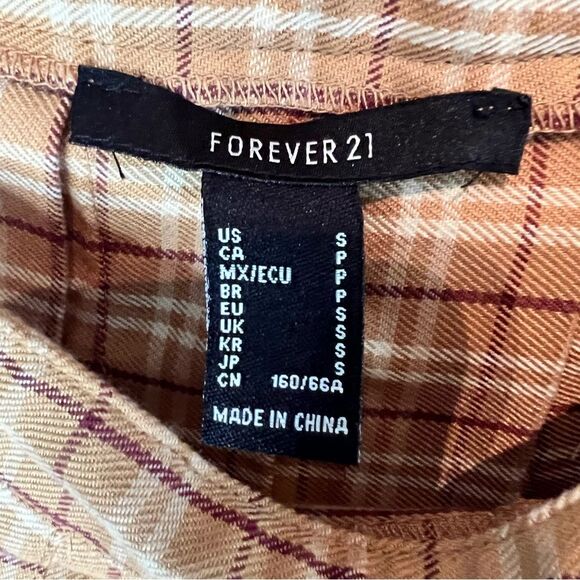 FOREVER 21
US S
CA P
MX/ECU P
BR P
EU S
UK S
KR S
JP S
CN 160/66A
MADE IN CHINA